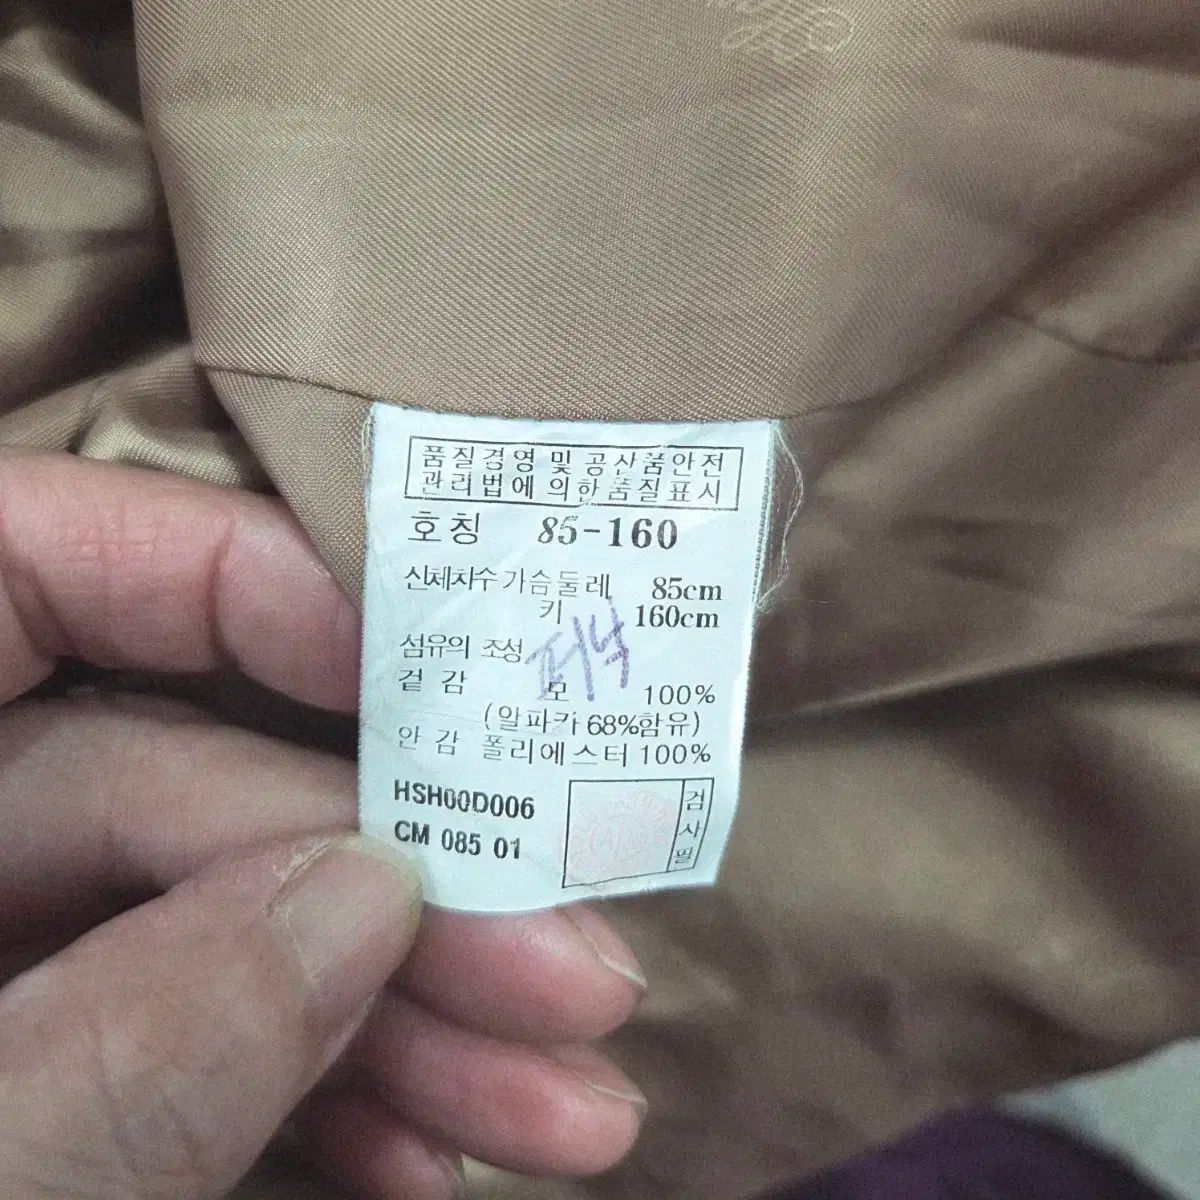 품질경영 및 공산품안전
관리법에 의한 품질표시
호칭 85-160
신체치수 가슴둘레 85cm
키 160cm
섬유의 조성
겉감 모 100%
(알파카 68%함유)
안감 폴리에스터 100%
HSH00D006
CM 085 01
검사필